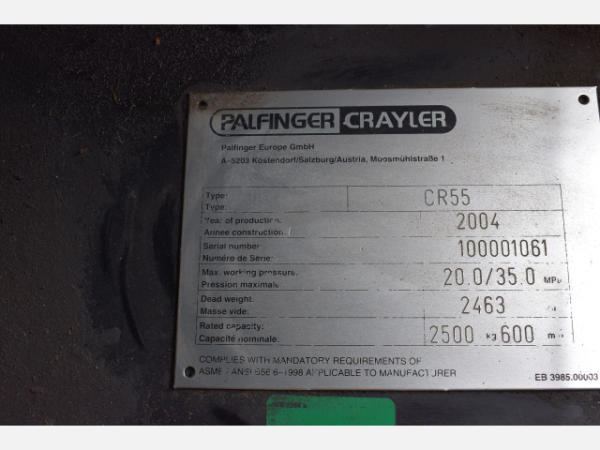 PALFINGER CRAYLER
Palfinger Europe GmbH
A-5203 Köstendorf/Salzburg/Austria, Moosmühlstraße 1
Type: CR55
Type:
Year of production: 2004
Annee construction:
Serial number 100001061
Numéro de Série:
Max. working pressure: 20.0/35.0 MPa
Pression maximale:
Dead weight: 2463
Masse vide:
Rated capacity: 2500 kg 600 mm
Capacité nominale:
COMPLIES WITH MANDATORY REQUIREMENTS OF
ASME / ANSI B56.6-1998 APPLICABLE TO MANUFACTURER
EB 3985.00003